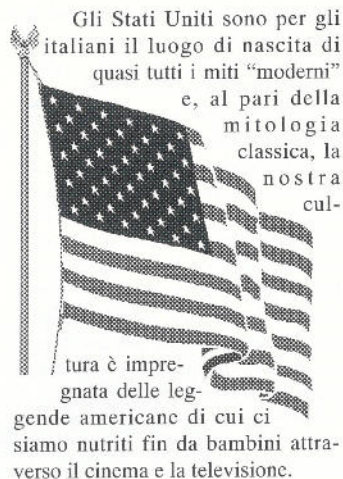 Gli Stati Uniti sono per gli
italiani il luogo di nascita di
quasi tutti i miti “moderni”
e, al pari della
mitologia
classica, la
nostra
cul-
tura è impre-
gnata delle leg-
gende americane di cui ci
siamo nutriti fin da bambini attra-
verso il cinema e la televisione.